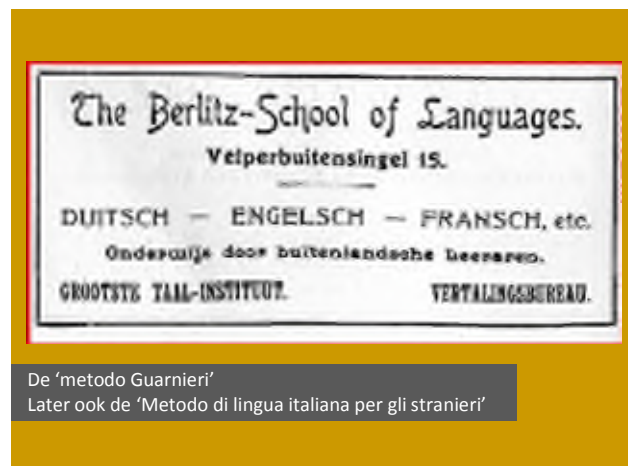 The Berlitz-School of Languages.
Velperbuitensingel 15.
DUITSCH — ENGELSCH — FRANSCH, etc.
Onderwijs door buitenlandsche Leeraren.
GROOTSTE TAAL-INSTITUUT. VERTALINGSBUREAU.
De ‘metodo Guarnieri’
Later ook de ‘Metodo di lingua italiana per gli stranieri’